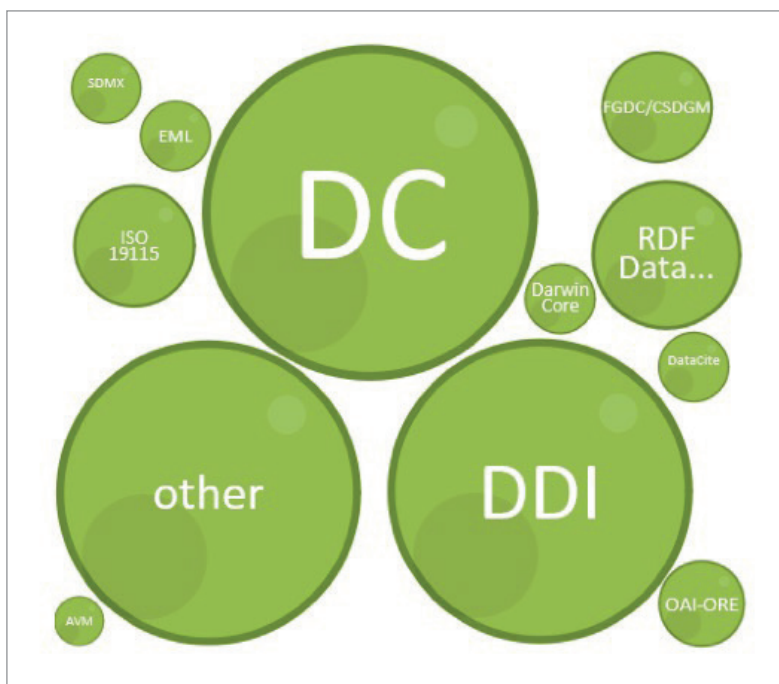 SDMX
EML
DC
FGDC/CSDGM
ISO
19115
RDF
Data...
Darwin
Core
DataCite
other
DDI
AVM
OAI-ORE